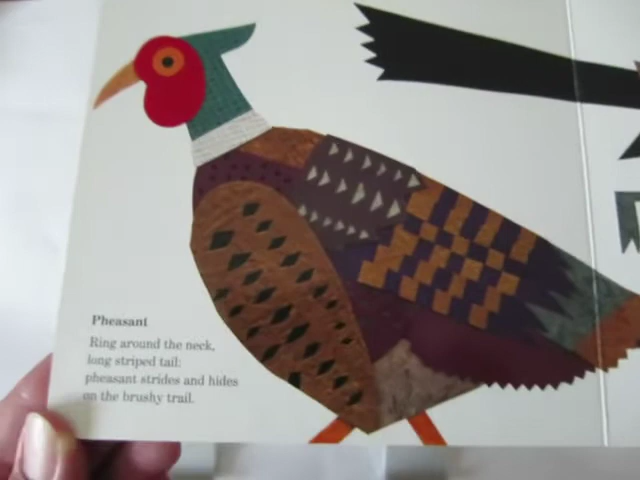 Pheasant
Ring around the neck,
long striped tail:
pheasant strides and hides
on the brushy trail.